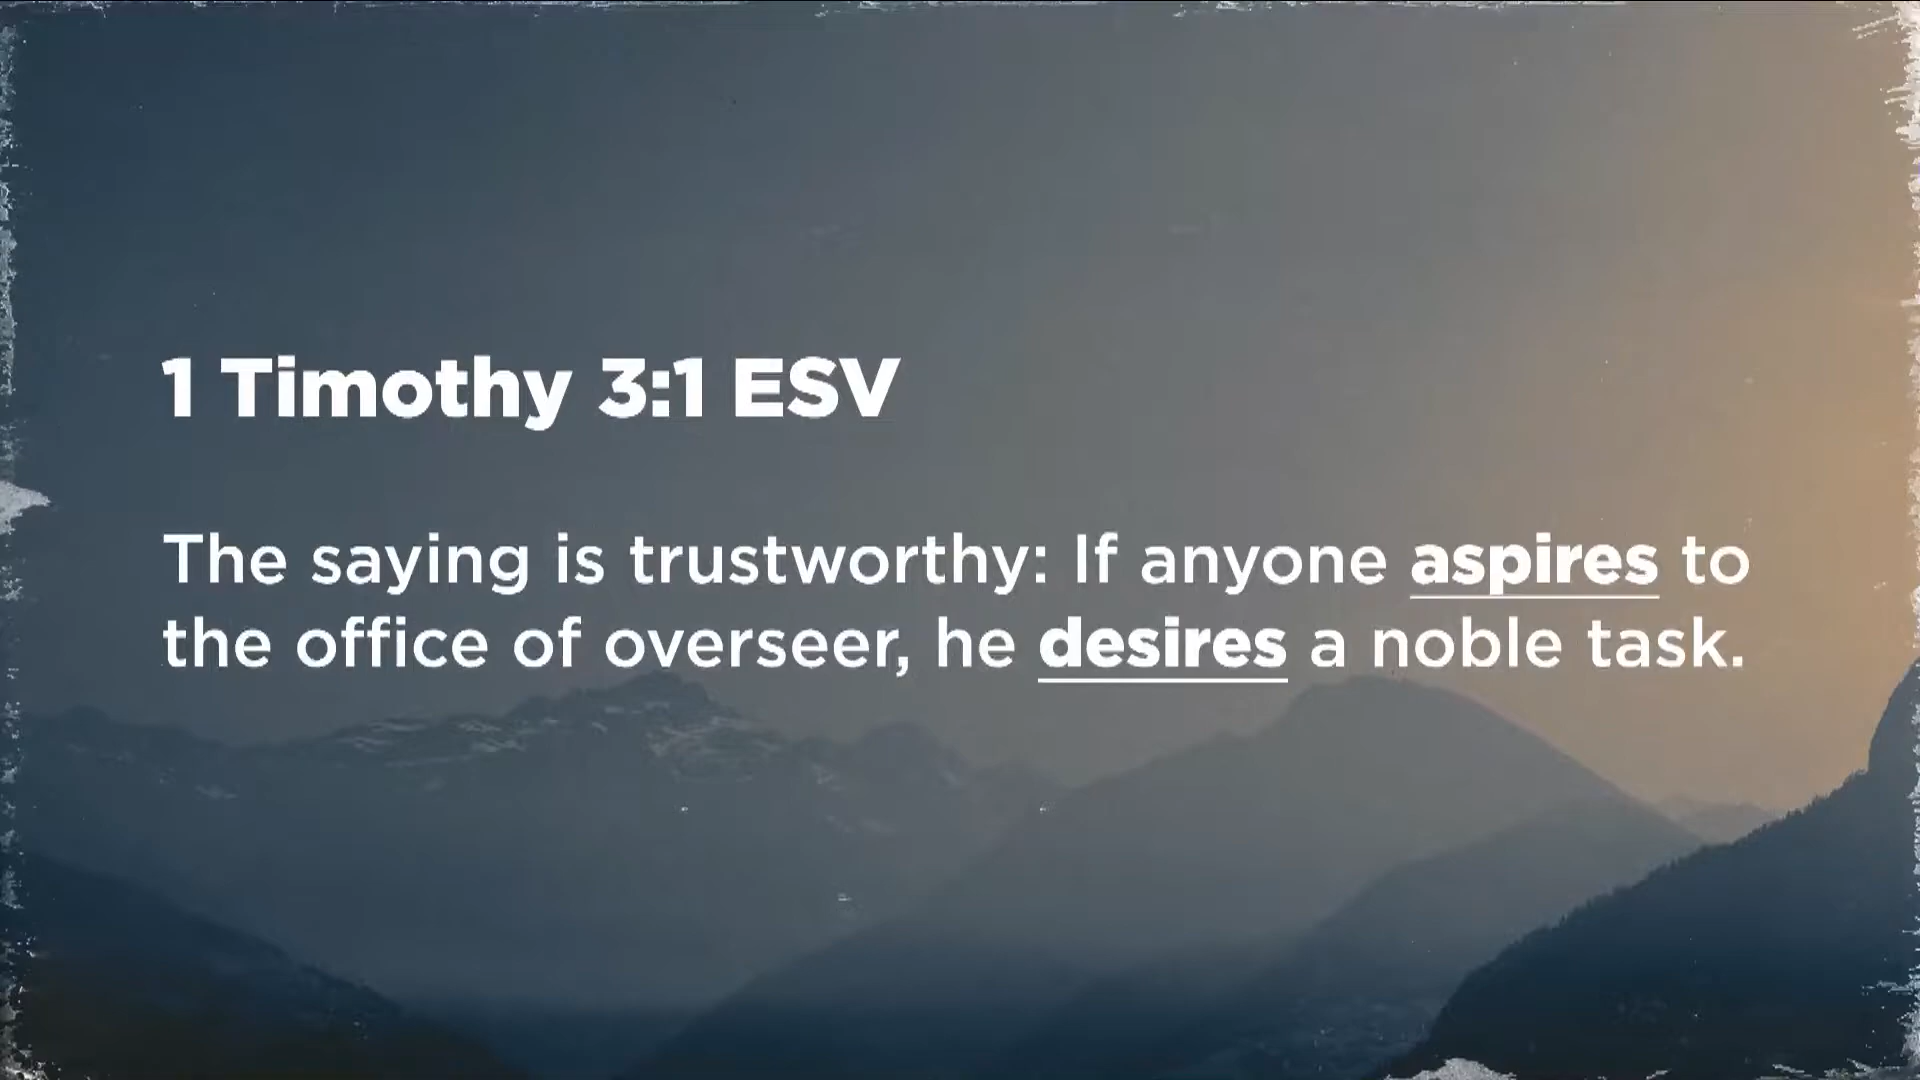 1 Timothy 3:1 ESV
The saying is trustworthy: If anyone aspires to
the office of overseer, he desires a noble task.